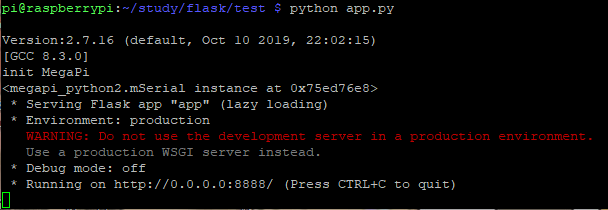 pi@raspberrypi:~/study/flask/test $ python app.py
Version:2.7.16 (default, Oct 10 2019, 22:02:15)
[GCC 8.3.0]
init MegaPi
<megapi_python2.mSerial instance at 0x75ed76e8>
* Serving Flask app "app" (lazy loading)
* Environment: production
WARNING: Do not use the development server in a production environment.
Use a production WSGI server instead.
* Debug mode: off
* Running on http://0.0.0.0:8888/ (Press CTRL+C to quit)